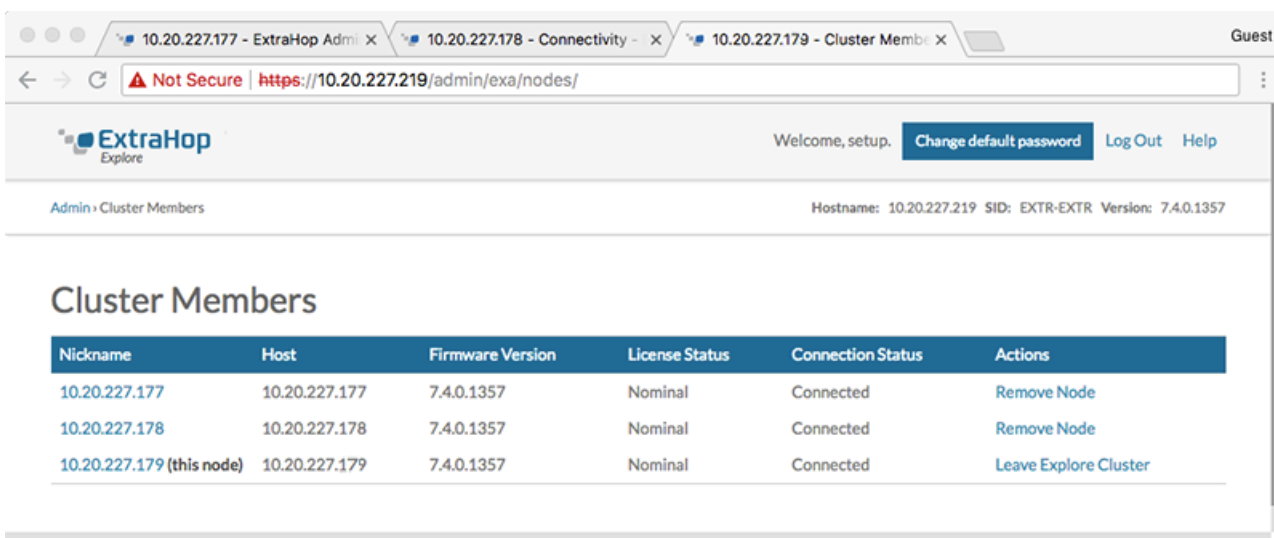 10.20.227.177 - ExtraHop Admi 10.20.227.178 - Connectivity - 10.20.227.179 - Cluster Membe Guest
Not Secure | https://10.20.227.219/admin/exa/nodes/
ExtraHop
Explore
Welcome, setup. Change default password Log Out Help
Admin › Cluster Members Hostname: 10.20.227.219 SID: EXTR-EXTR Version: 7.4.0.1357
Cluster Members
Nickname Host Firmware Version License Status Connection Status Actions
10.20.227.177 10.20.227.177 7.4.0.1357 Nominal Connected Remove Node
10.20.227.178 10.20.227.178 7.4.0.1357 Nominal Connected Remove Node
10.20.227.179 (this node) 10.20.227.179 7.4.0.1357 Nominal Connected Leave Explore Cluster